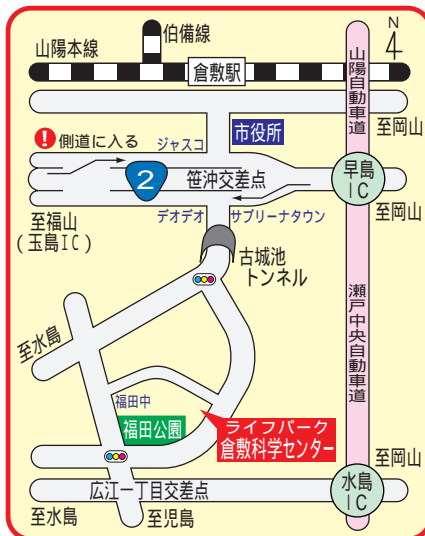 伯備線
山陽本線
N
4
倉敷駅
山陽自動車道
至岡山
！側道に入る
ジャスコ
市役所
2
笹沖交差点
早島
IC
至福山
(玉島IC)
デオデオ
サブリーナタウン
至岡山
古城池
トンネル
瀬戸中央自動車道
至水島
福田中
福田公園
ライフパーク
倉敷科学センター
至岡山
広江一丁目交差点
水島
IC
至水島
至児島